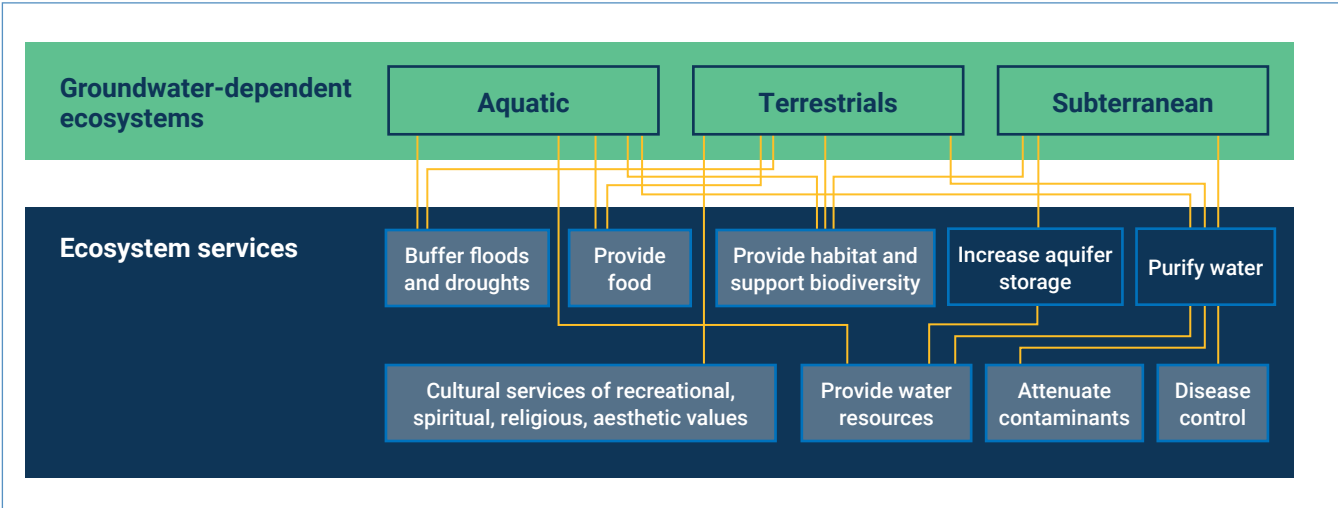 Groundwater-dependent
ecosystems
Aquatic
Terrestrials
Subterranean
Ecosystem services
Buffer floods
and droughts
Provide
food
Provide habitat and
support biodiversity
Increase aquifer
storage
Purify water
Cultural services of recreational,
spiritual, religious, aesthetic values
Provide water
resources
Attenuate
contaminants
Disease
control